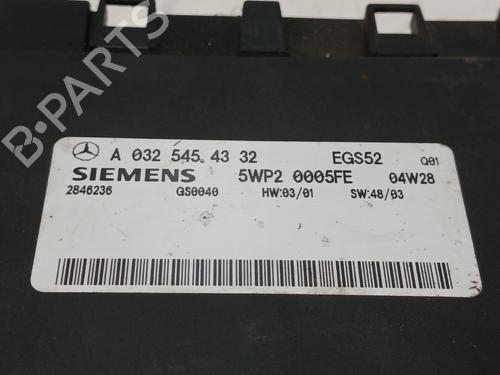 A 032 545 43 32 EGS52 Q01
SIEMENS 5WP2 0005FE 04W28
2846236 GS0040 HW:03/01 SW:48/03
B-PARTS